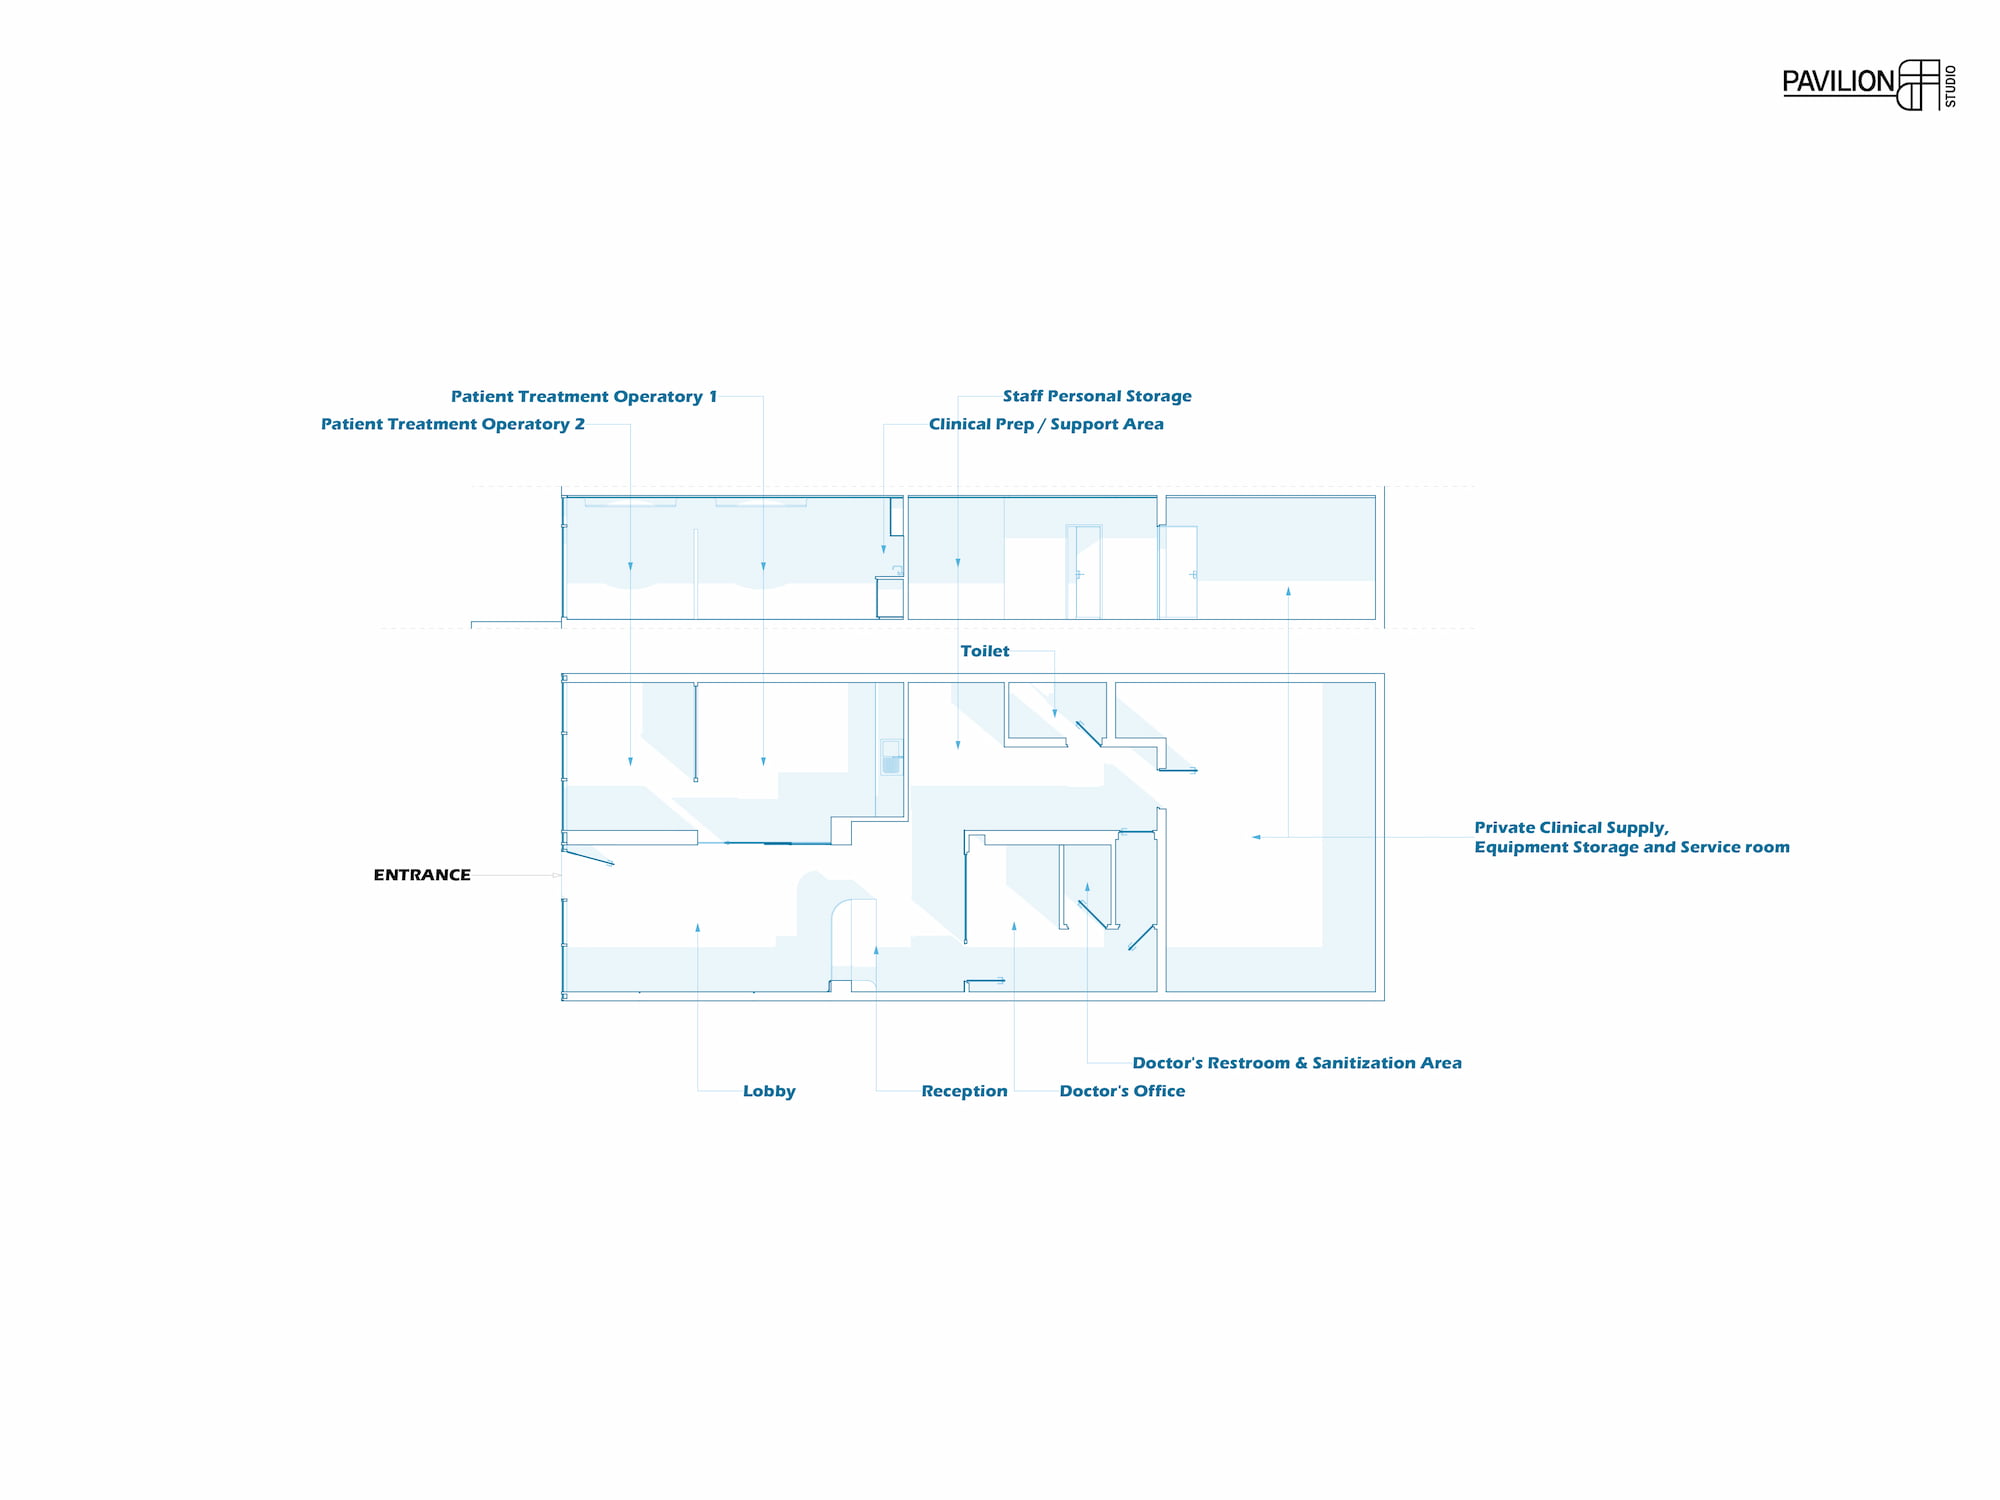 PAVILION
STUDIO
Patient Treatment Operatory 1
Staff Personal Storage
Patient Treatment Operatory 2
Clinical Prep / Support Area
Toilet
Private Clinical Supply,
Equipment Storage and Service room
ENTRANCE
Doctor's Restroom & Sanitization Area
Lobby
Reception
Doctor's Office